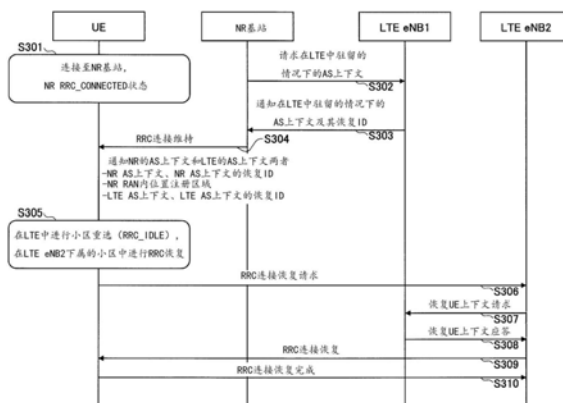 UE
NR基站
LTE eNB1
LTE eNB2
S301
连接至NR基站,
NR RRC_CONNECTED状态
请求在LTE中驻留的
情况下的AS上下文
S302
通知在LTE中驻留的情况下的
AS上下文及其恢复ID
S303
RRC连接维持
S304
通知NR的AS上下文和LTE的AS上下文两者
-NR AS上下文、NR AS上下文的恢复ID
-NR RAN内位置注册区域
-LTE AS上下文、LTE AS上下文的恢复ID
S305
在LTE中进行小区重选（RRC_IDLE）,
在LTE eNB2下属的小区中进行RRC恢复
RRC连接恢复请求
S306
恢复UE上下文请求
S307
恢复UE上下文应答
S308
RRC连接恢复
S309
RRC连接恢复完成
S310